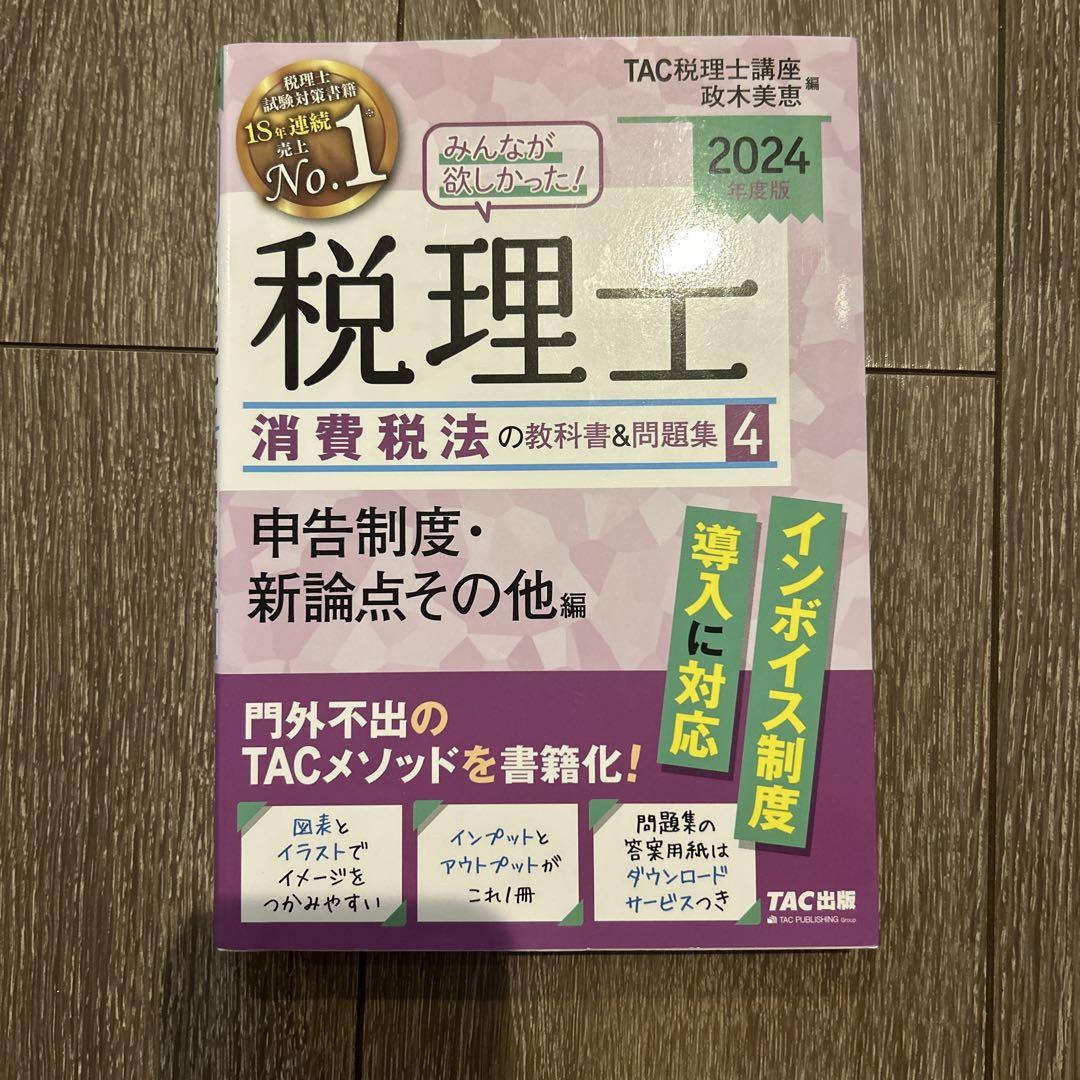 税理士
試験対策書籍
18年連続
売上
No.1※
TAC税理士講座
政木美恵 編
みんなが
欲しかった！
2024
年度版
税理士
消費税法の教科書&問題集 4
申告制度・
新論点その他編
インボイス制度
導入に対応
門外不出の
TACメソッドを書籍化！
図表と
イラストで
イメージを
つかみやすい
インプットと
アウトプットが
これ1冊
問題集の
答案用紙は
ダウンロード
サービスつき
TAC出版
TAC PUBLISHING Group